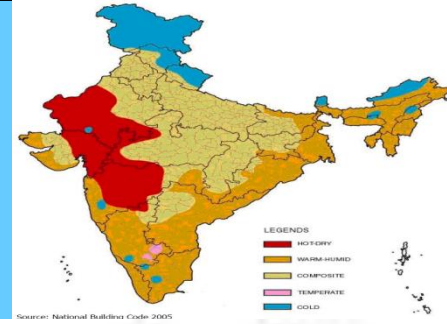 LEGENDS
HOT-DRY
WARM-HUMID
COMPOSITE
TEMPERATE
COLD
Source: National Building Code 2005